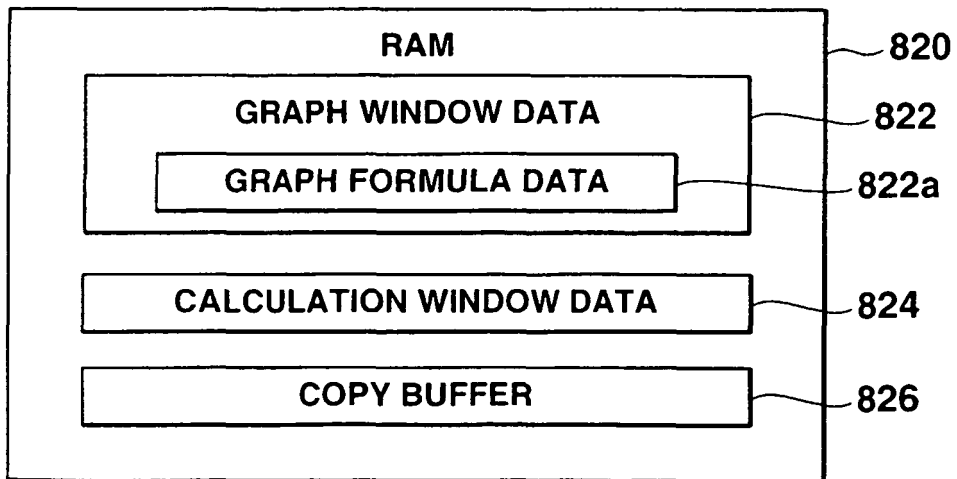 RAM
820
GRAPH WINDOW DATA
822
GRAPH FORMULA DATA
822a
CALCULATION WINDOW DATA
824
COPY BUFFER
826